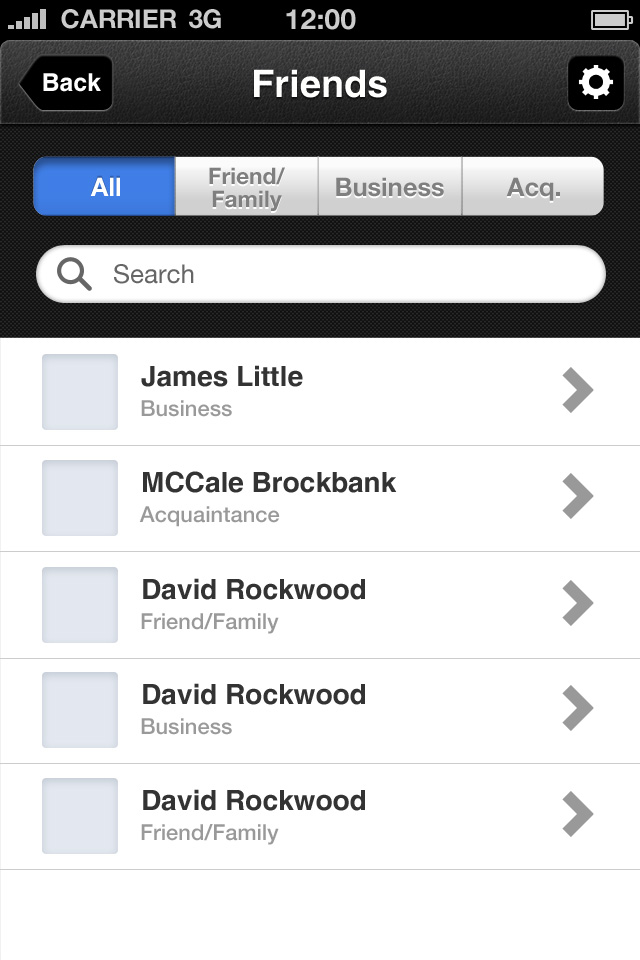 CARRIER 3G 12:00
Back Friends
All Friend/ Business Acq.
Family
Search
James Little
Business
MCCale Brockbank
Acquaintance
David Rockwood
Friend/Family
David Rockwood
Business
David Rockwood
Friend/Family